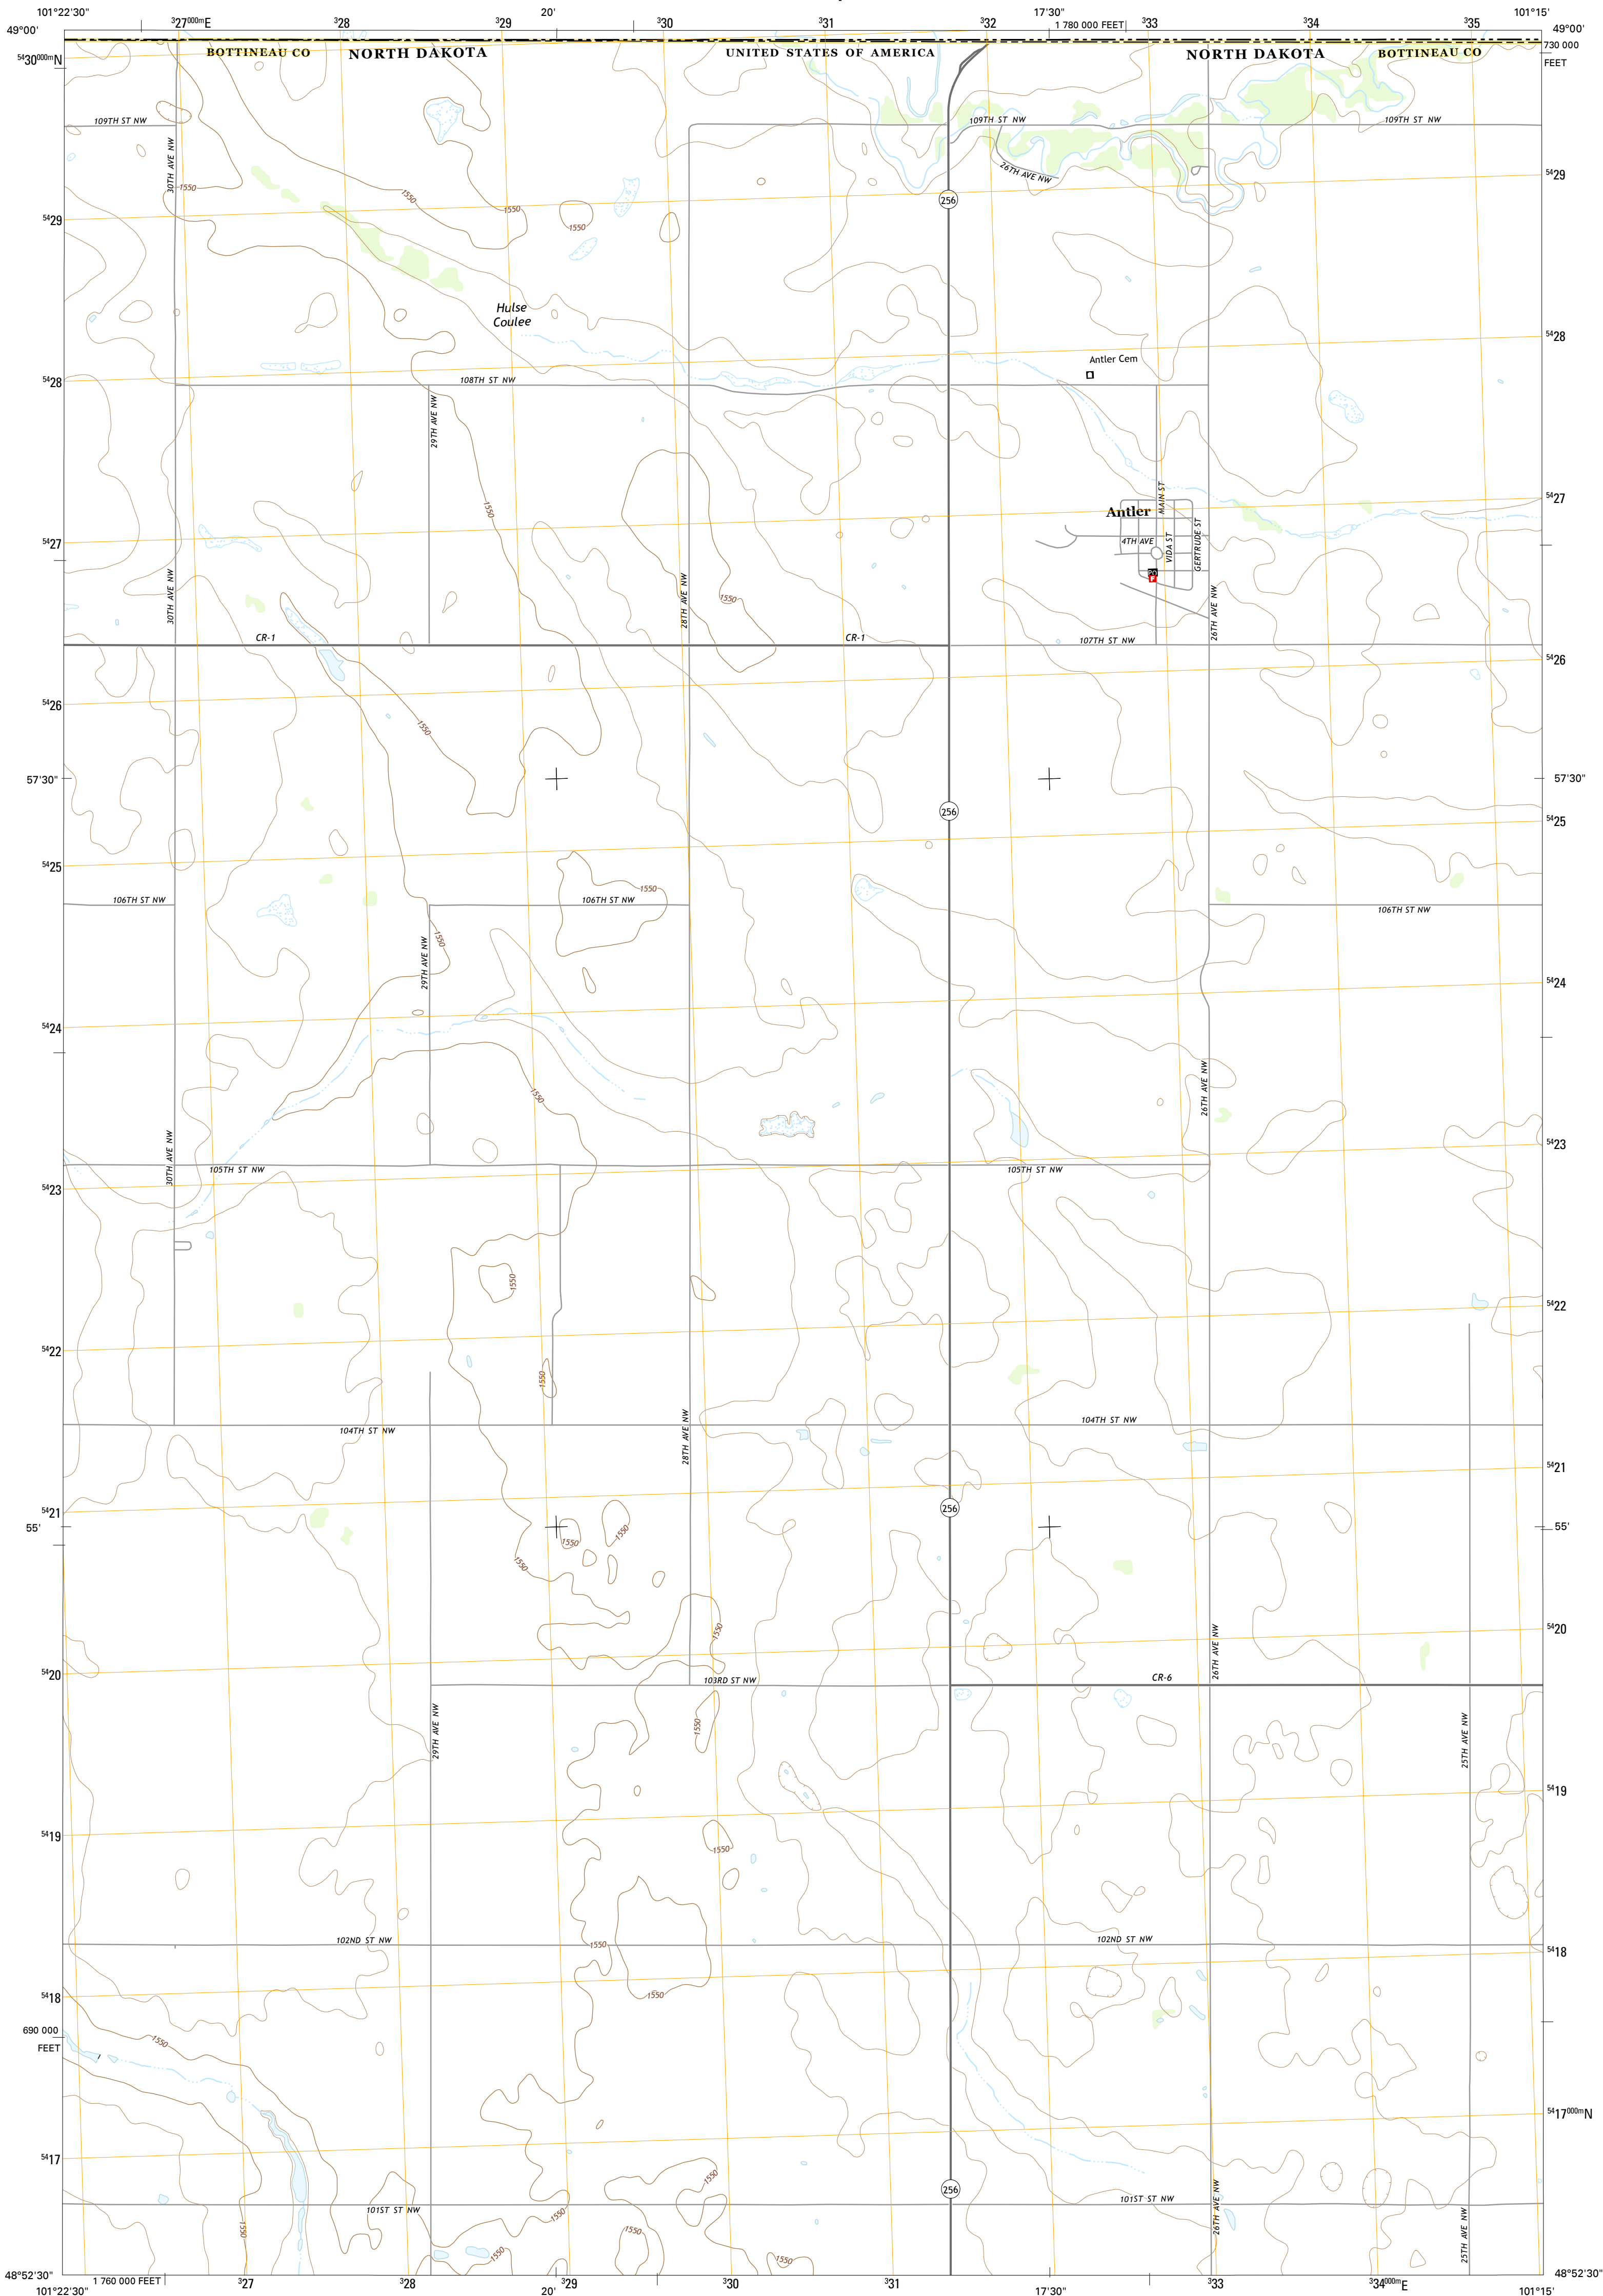 101°22'30" 327000mE 328 329 20' 330 331 332 17'30" 1 780 000 FEET 333 334 335 101°15'
49°00' 49°00'
BOTTINEAU CO NORTH DAKOTA UNITED STATES OF AMERICA NORTH DAKOTA BOTTINEAU CO
730 000
FEET
5430000mN
109TH ST NW 109TH ST NW 109TH ST NW
30TH AVE NW
26TH AVE NW
5429
1550 1550 1550 1550
256
5429
Hulse
Coulee
5428
Antler Cem
5428
108TH ST NW
29TH AVE NW
1550
5427
MAIN ST
Antler
GERTRUDE ST
4TH AVE
VIDA ST
5427
PO
F
30TH AVE NW 28TH AVE NW 26TH AVE NW
1550
CR-1 CR-1 107TH ST NW
5426
5426
1550
57'30" 57'30"
256
5425
5425
1550
106TH ST NW 106TH ST NW 106TH ST NW
1550
29TH AVE NW
5424
5424
26TH AVE NW
1550
5423
30TH AVE NW
105TH ST NW 105TH ST NW
5423
1550
5422
5422
1550
104TH ST NW 104TH ST NW
28TH AVE NW
5421
5421
256
55' 55'
1550 1550 1550
1550
5420
26TH AVE NW
5420
103RD ST NW CR-6
1550
29TH AVE NW 25TH AVE NW
5419
5419
1550
102ND ST NW 102ND ST NW
1550
5418
5418
1550
690 000
FEET
1550
5417000mN
5417
1550
256
26TH AVE NW
101ST ST NW 101ST ST NW
1550 1550 1550 1550 1550
25TH AVE NW
48°52'30" 48°52'30"
1 760 000 FEET 327 328 329 330 331 333 334000mE
101°22'30" 20' 17'30" 101°15'